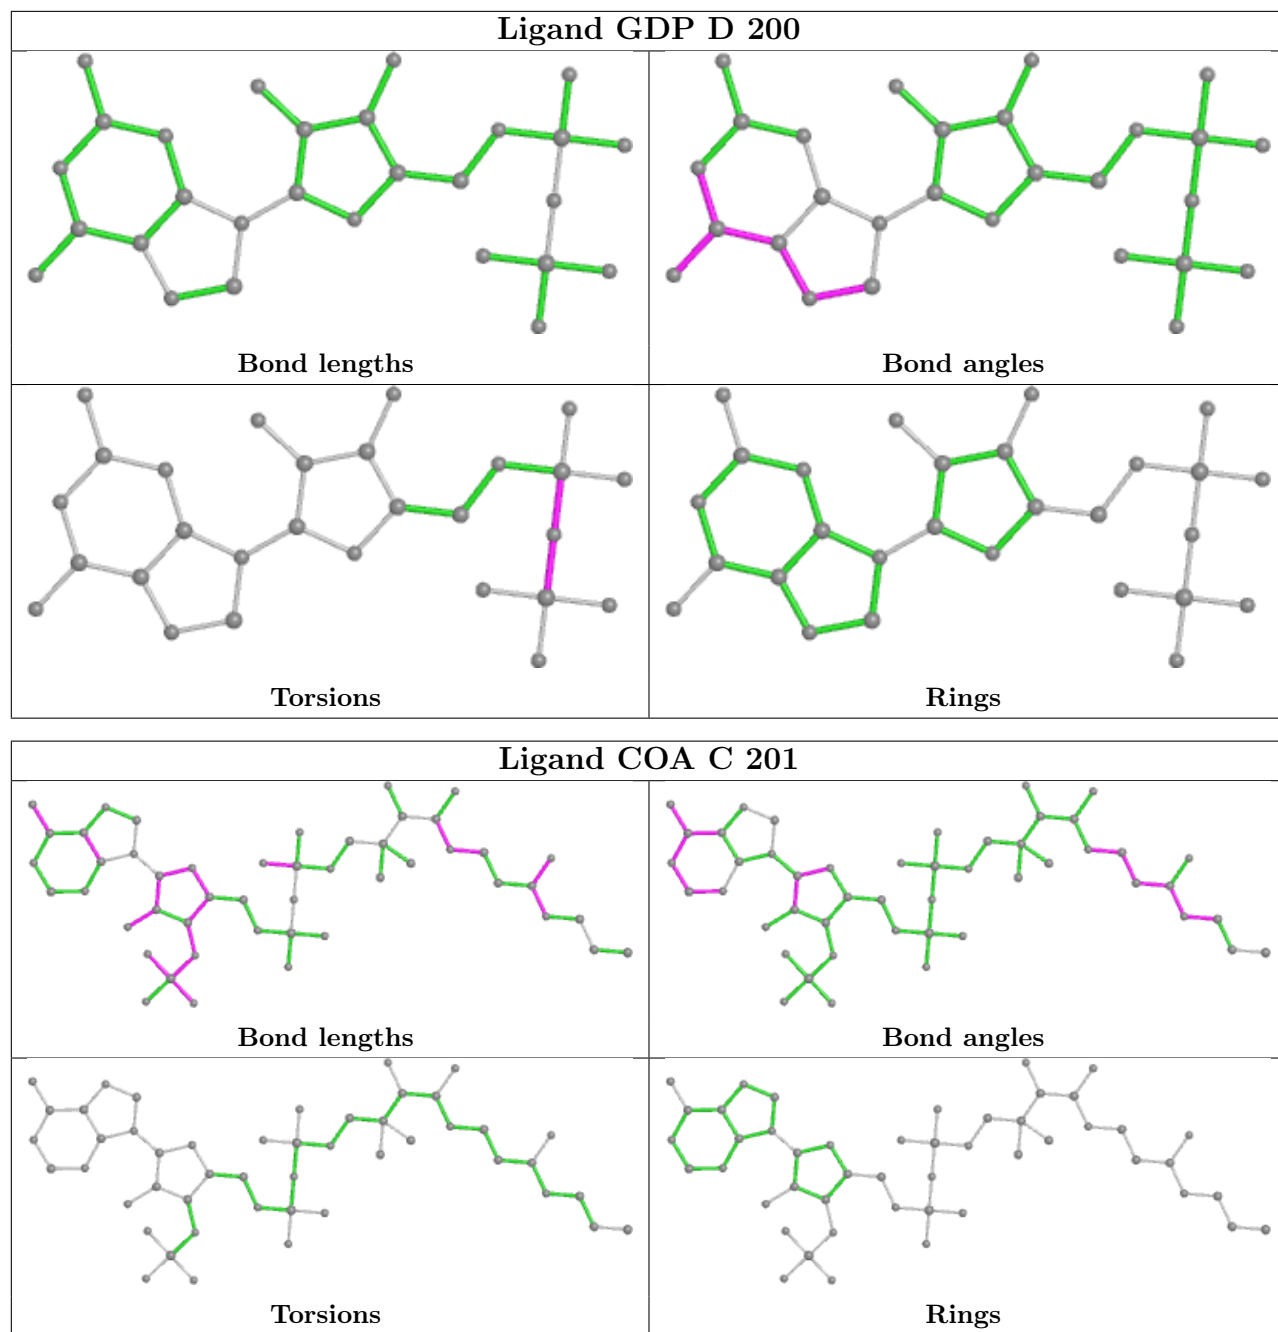 Ligand GDP D 200
Bond lengths
Bond angles
Torsions
Rings
Ligand COA C 201
Bond lengths
Bond angles
Torsions
Rings